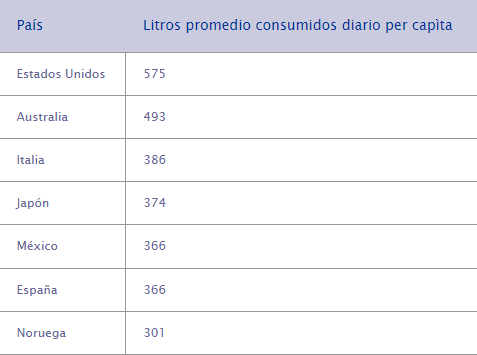 País Litros promedio consumidos diario per capìta
Estados Unidos 575
Australia 493
Italia 386
Japón 374
México 366
España 366
Noruega 301